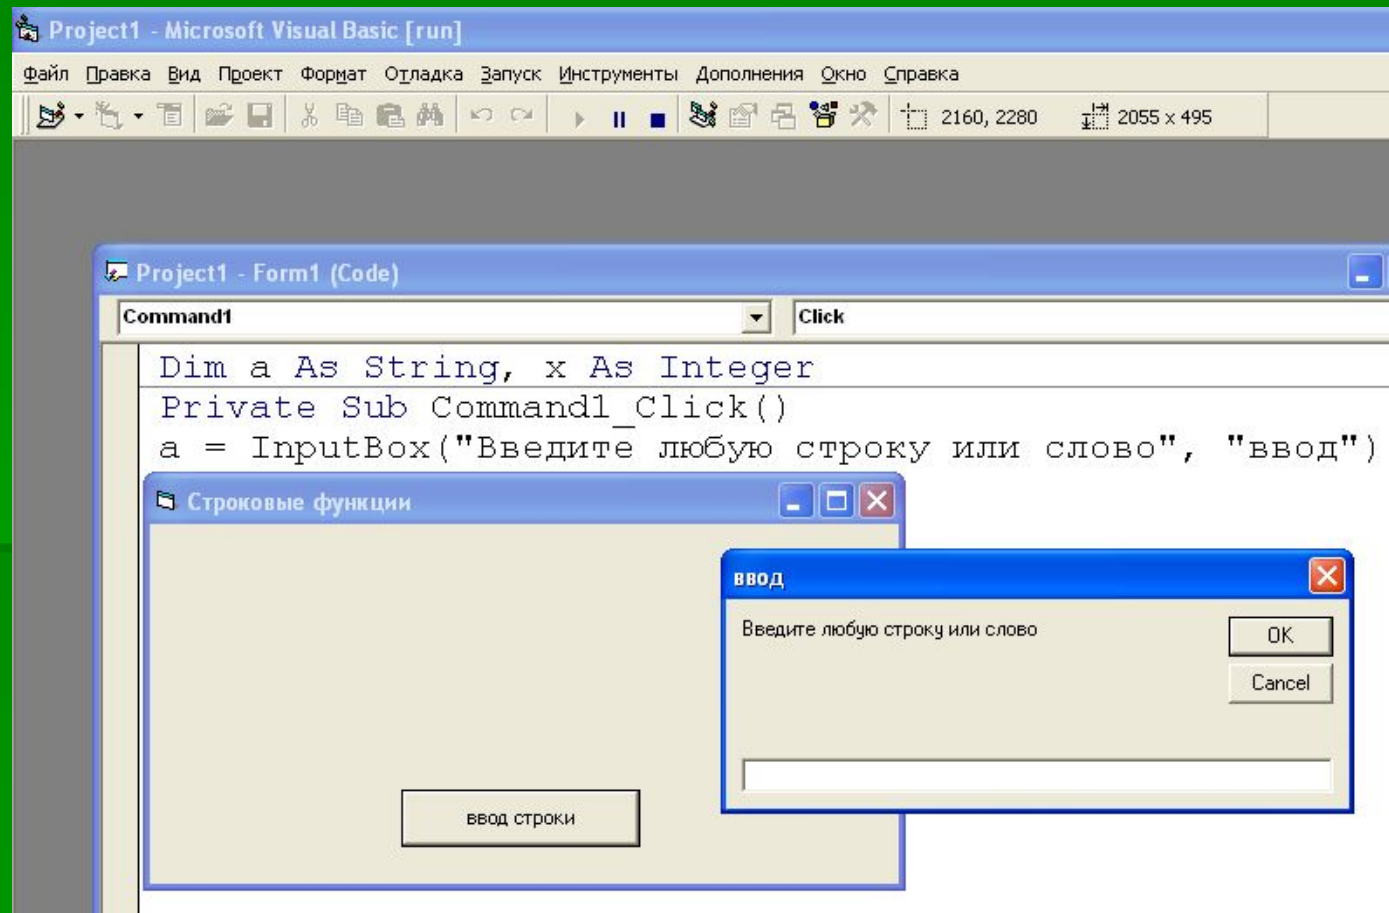 Project1 - Microsoft Visual Basic [run]
Файл Правка Вид Проект Формат Отладка Запуск Инструменты Дополнения Окно Справка
2160, 2280 2055 x 495
Project1 - Form1 (Code)
Command1 Click
Dim a As String, x As Integer
Private Sub Command1_Click()
a = InputBox("Введите любую строку или слово", "ввод")
Строковые функции
ввод
Введите любую строку или слово
OK
Cancel
ввод строки